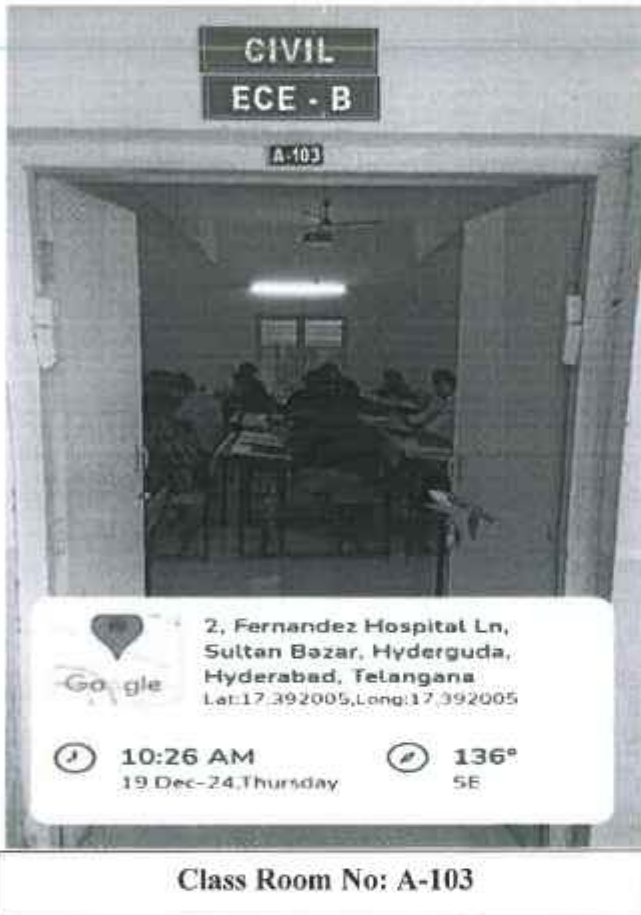 CIVIL
ECE - B
A-103
2, Fernandez Hospital Ln,
Sultan Bazar, Hyderguda,
Hyderabad, Telangana
Google
Lat:17.392005,Long:17.392005
10:26 AM
136°
19 Dec-24,Thursday
SE
Class Room No: A-103